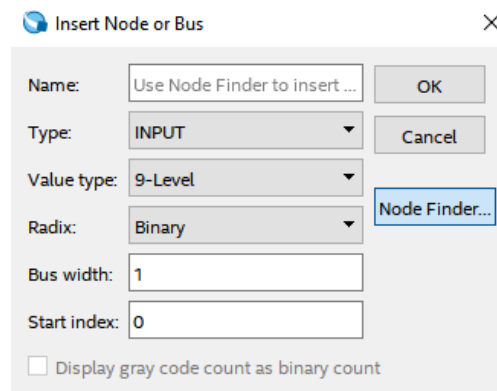 Insert Node or Bus
Name: Use Node Finder to insert ... OK
Type: INPUT Cancel
Value type: 9-Level
Node Finder...
Radix: Binary
Bus width: 1
Start index: 0
Display gray code count as binary count